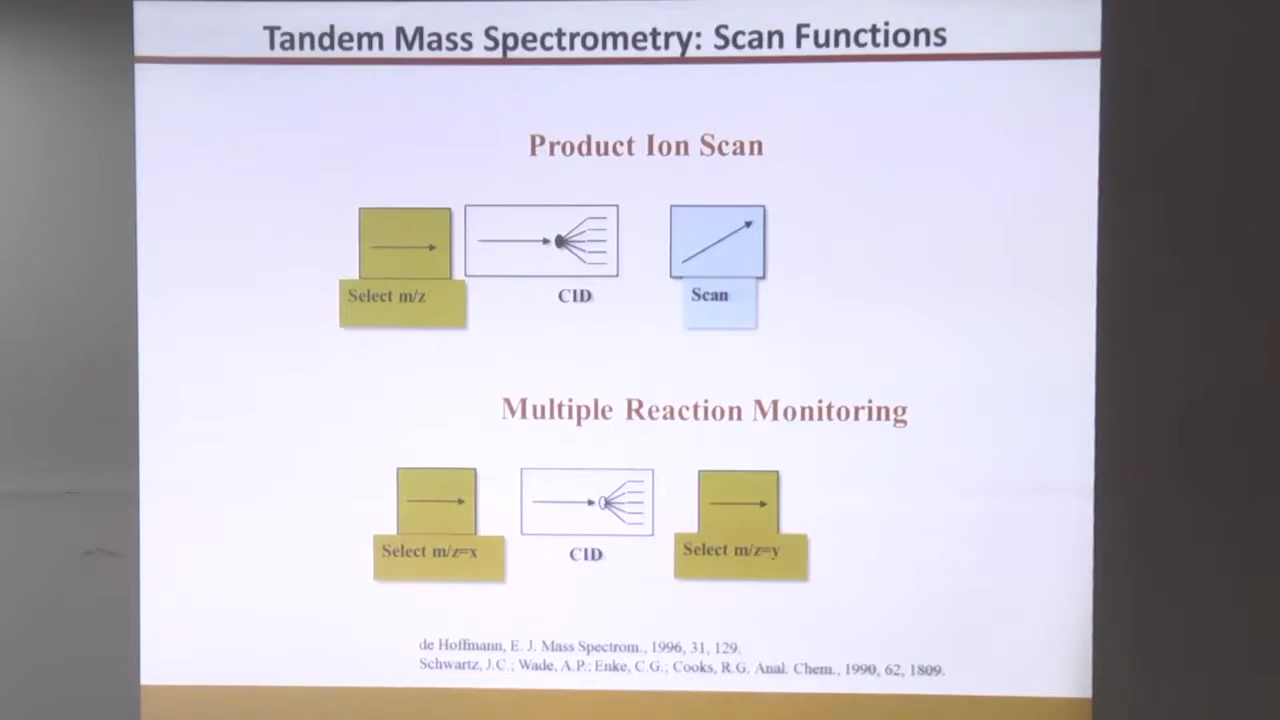 Tandem Mass Spectrometry: Scan Functions
Product Ion Scan
Select m/z
CID
Scan
Multiple Reaction Monitoring
Select m/z=x
CID
Select m/z=y
de Hoffmann, E. J. Mass Spectrom., 1996, 31, 129.
Schwartz, J.C.; Wade, A.P.; Enke, C.G.; Cooks, R.G. Anal. Chem., 1990, 62, 1809.